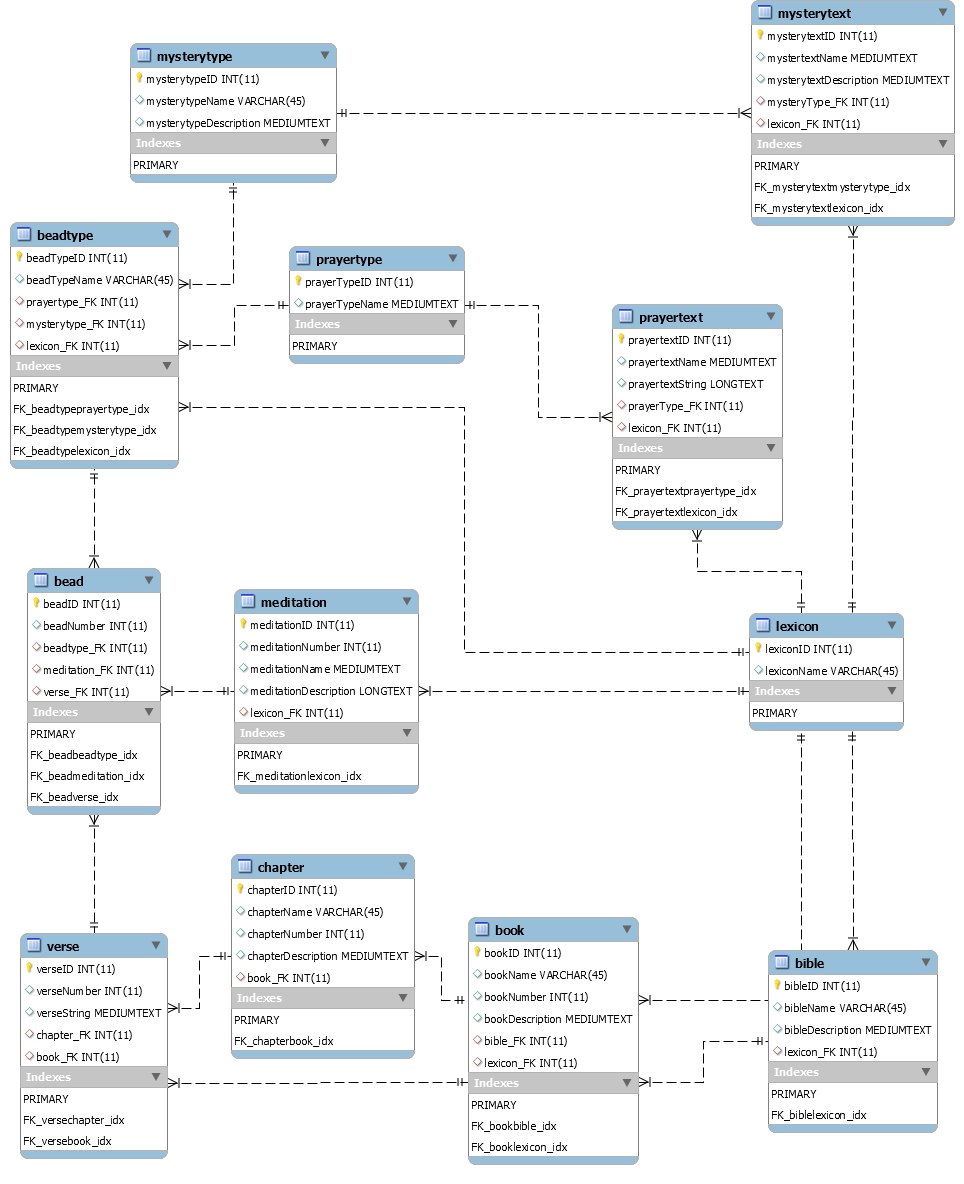 mysterytext
mysterytextID INT(11)
mystertextName MEDIUMTEXT
mysterytextDescription MEDIUMTEXT
mysteryType_FK INT(11)
lexicon_FK INT(11)
Indexes
PRIMARY
FK_mysterytextmysterytype_idx
FK_mysterytextlexicon_idx
mysterytype
mysterytypeID INT(11)
mysterytypeName VARCHAR(45)
mysterytypeDescription MEDIUMTEXT
Indexes
PRIMARY
beadtype
beadTypeID INT(11)
beadTypeName VARCHAR(45)
prayertype_FK INT(11)
mysterytype_FK INT(11)
lexicon_FK INT(11)
Indexes
PRIMARY
FK_beadtypeprayertype_idx
FK_beadtypemysterytype_idx
FK_beadtypelexicon_idx
prayertype
prayerTypeID INT(11)
prayerTypeName MEDIUMTEXT
Indexes
PRIMARY
prayertext
prayertextID INT(11)
prayertextName MEDIUMTEXT
prayertextString LONGTEXT
prayerType_FK INT(11)
lexicon_FK INT(11)
Indexes
PRIMARY
FK_prayertextprayertype_idx
FK_prayertextlexicon_idx
bead
beadID INT(11)
beadNumber INT(11)
beadtype_FK INT(11)
meditation_FK INT(11)
verse_FK INT(11)
Indexes
PRIMARY
FK_beadbeadtype_idx
FK_beadmeditation_idx
FK_beadverse_idx
meditation
meditationID INT(11)
meditationNumber INT(11)
meditationName MEDIUMTEXT
meditationDescription LONGTEXT
lexicon_FK INT(11)
Indexes
PRIMARY
FK_meditationlexicon_idx
lexicon
lexiconID INT(11)
lexiconName VARCHAR(45)
Indexes
PRIMARY
verse
verseID INT(11)
verseNumber INT(11)
verseString MEDIUMTEXT
chapter_FK INT(11)
book_FK INT(11)
Indexes
PRIMARY
FK_versechapter_idx
FK_versebook_idx
chapter
chapterID INT(11)
chapterName VARCHAR(45)
chapterNumber INT(11)
chapterDescription MEDIUMTEXT
book_FK INT(11)
Indexes
PRIMARY
FK_chapterbook_idx
book
bookID INT(11)
bookName VARCHAR(45)
bookNumber INT(11)
bookDescription MEDIUMTEXT
bible_FK INT(11)
lexicon_FK INT(11)
Indexes
PRIMARY
FK_bookbible_idx
FK_booklexicon_idx
bible
bibleID INT(11)
bibleName VARCHAR(45)
bibleDescription MEDIUMTEXT
lexicon_FK INT(11)
Indexes
PRIMARY
FK_biblelexicon_idx